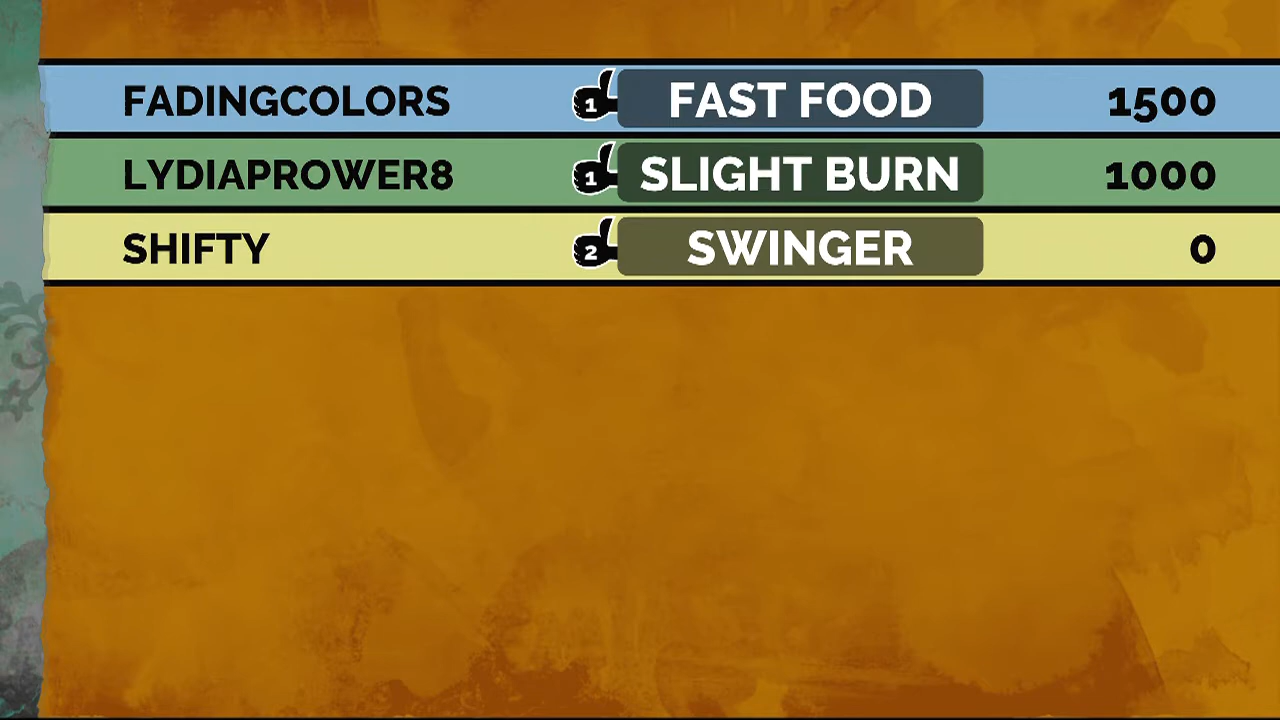 FADINGCOLORS 1 FAST FOOD 1500
LYDIAPROWER8 1 SLIGHT BURN 1000
SHIFTY 2 SWINGER 0